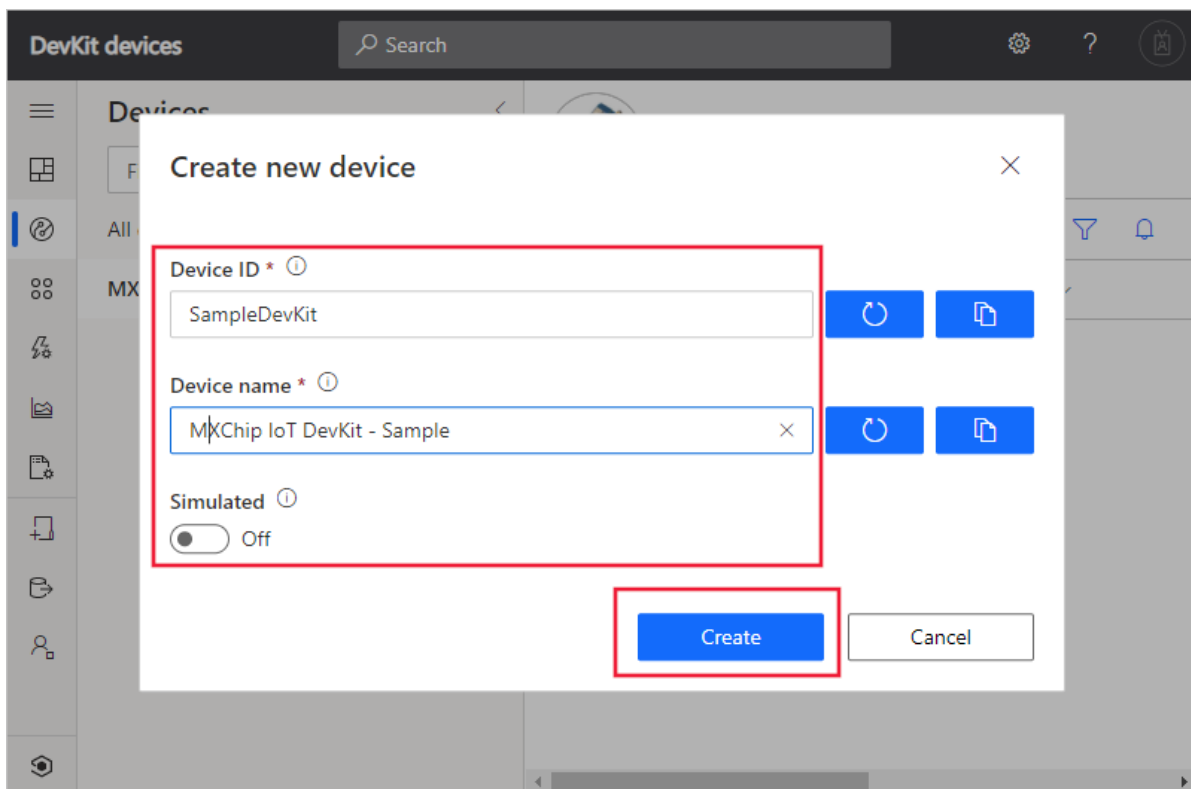 DevKit devices
Search
Devices
F
Create new device
All
Device ID *
MX
SampleDevKit
Device name *
MXChip IoT DevKit - Sample
Simulated
Off
Create
Cancel